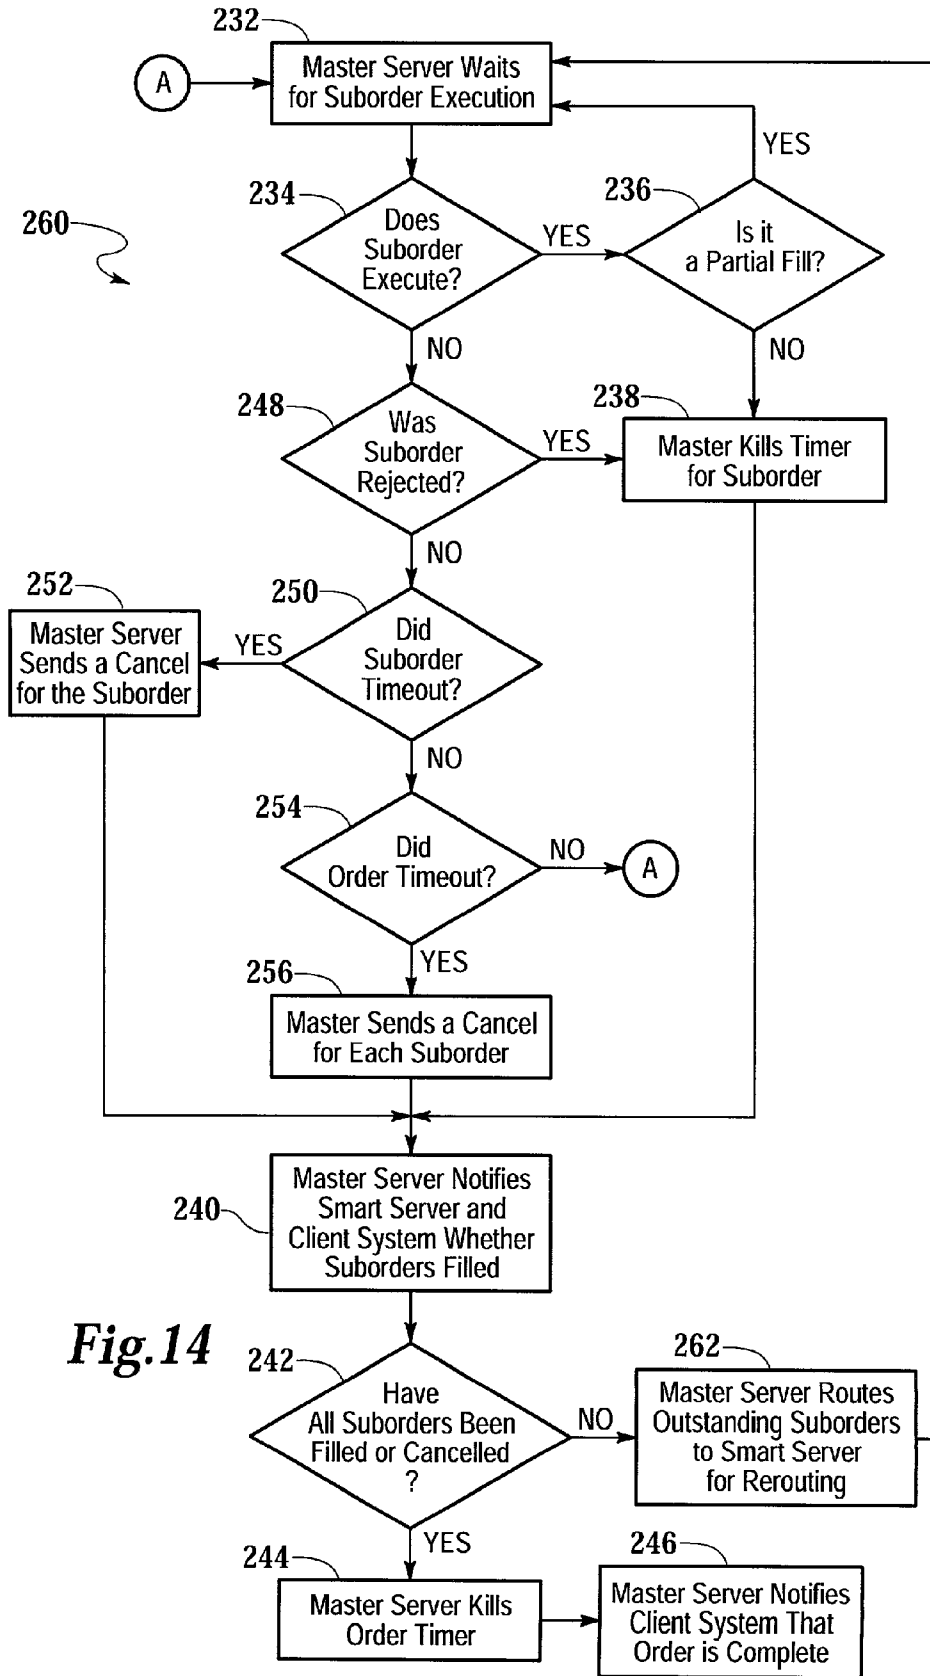 232
A
Master Server Waits
for Suborder Execution
YES
234
236
260
Does
Suborder
Execute?
YES
Is it
a Partial Fill?
NO
NO
248
238
Was
Suborder
Rejected?
YES
Master Kills Timer
for Suborder
NO
252
250
Master Server
Sends a Cancel
for the Suborder
YES
Did
Suborder
Timeout?
NO
254
Did
Order Timeout?
NO
A
YES
256
Master Sends a Cancel
for Each Suborder
240
Master Server Notifies
Smart Server and
Client System Whether
Suborders Filled
Fig.14
242
262
Have
All Suborders Been
Filled or Cancelled
?
NO
Master Server Routes
Outstanding Suborders
to Smart Server
for Rerouting
YES
244
246
Master Server Kills
Order Timer
Master Server Notifies
Client System That
Order is Complete